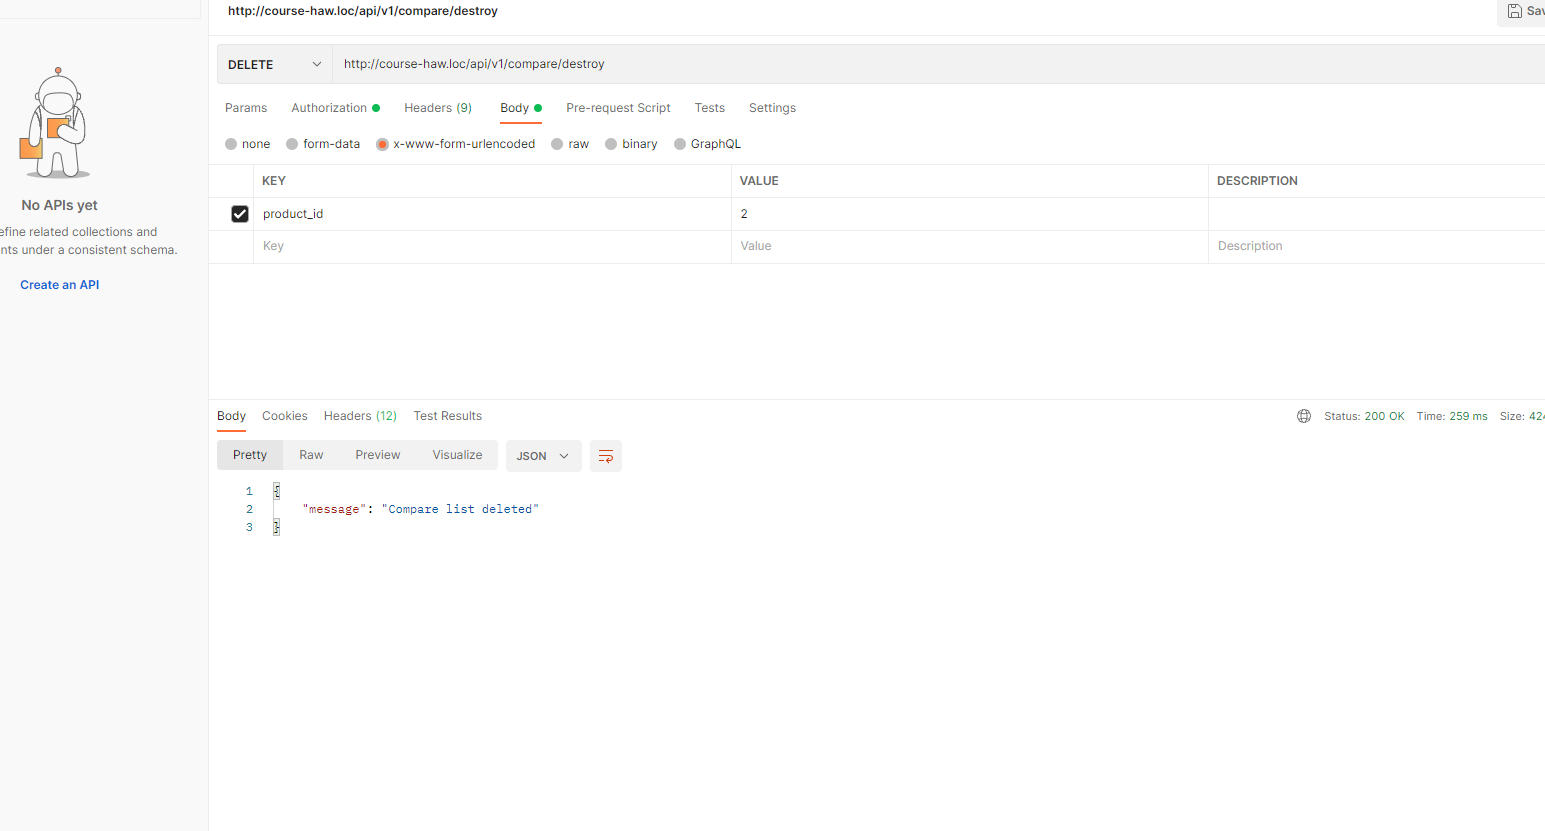 http://course-haw.loc/api/v1/compare/destroy
Sav
DELETE
http://course-haw.loc/api/v1/compare/destroy
Params Authorization Headers (9) Body Pre-request Script Tests Settings
none form-data x-www-form-urlencoded raw binary GraphQL
KEY VALUE DESCRIPTION
product_id 2
Key Value Description
No APIs yet
efine related collections and
nts under a consistent schema.
Create an API
Body Cookies Headers (12) Test Results
Status: 200 OK Time: 259 ms Size: 424
Pretty Raw Preview Visualize JSON
1 {
2 "message": "Compare list deleted"
3 }